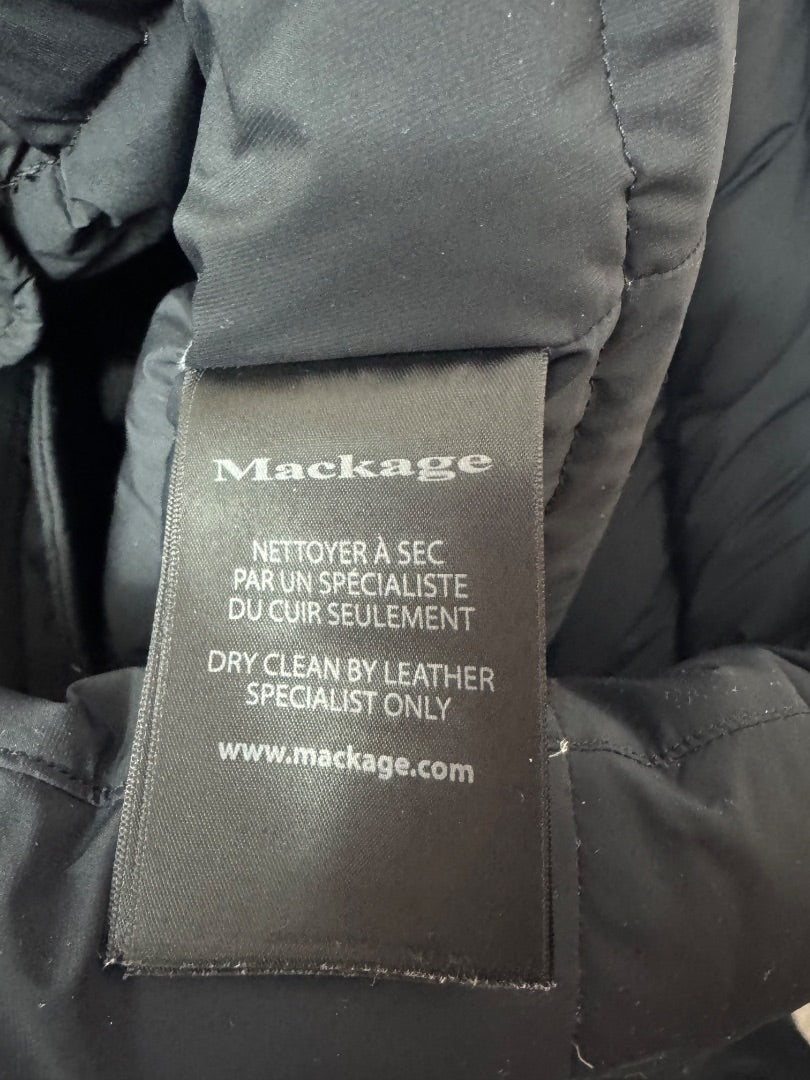 Mackage
NETTOYER À SEC
PAR UN SPÉCIALISTE
DU CUIR SEULEMENT
DRY CLEAN BY LEATHER
SPECIALIST ONLY
www.mackage.com